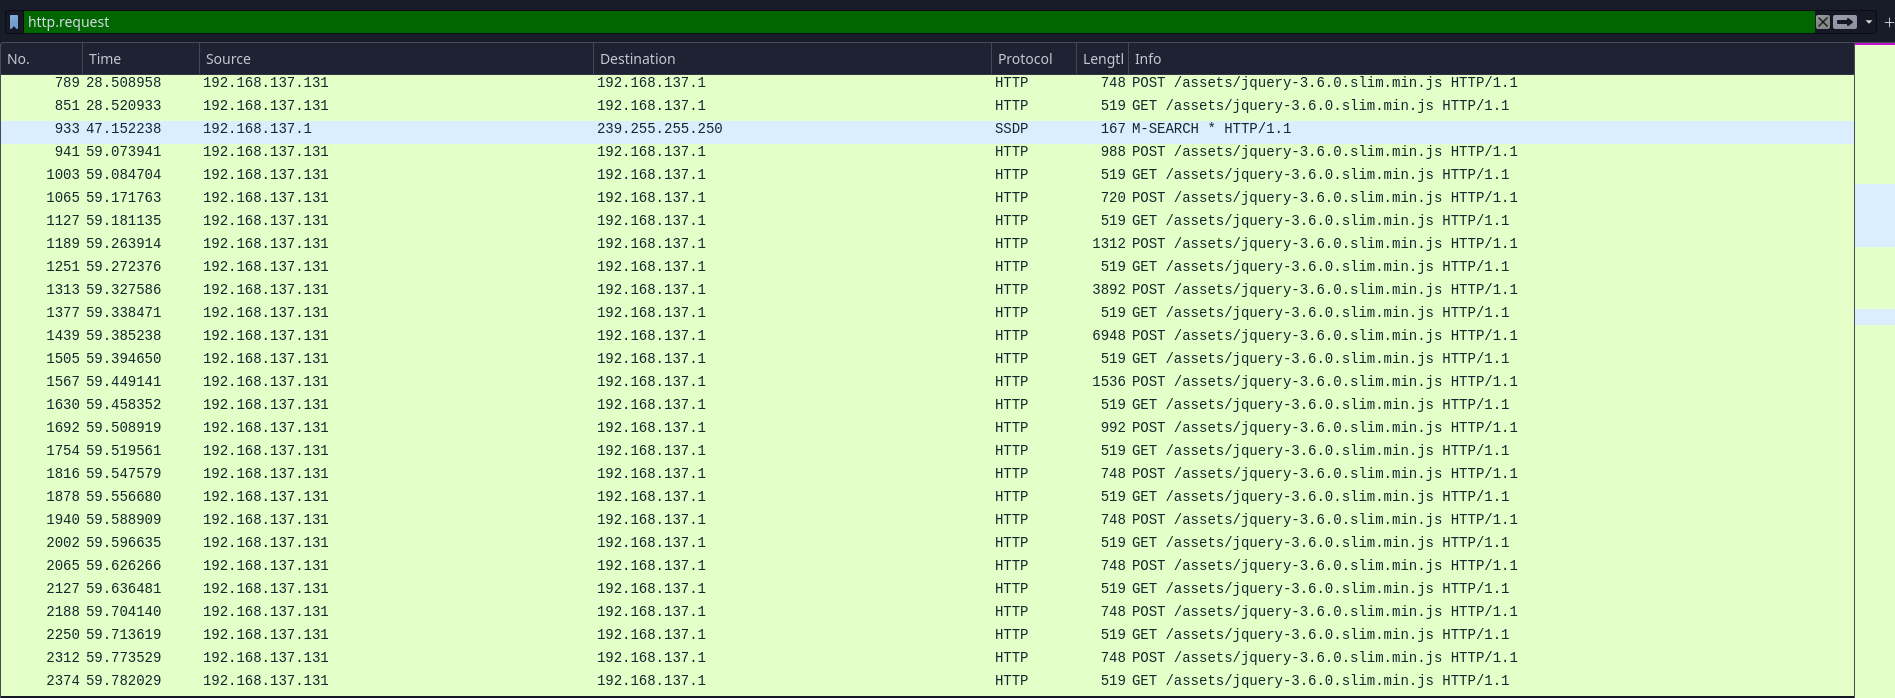 http.request
No. Time Source Destination Protocol Lengtl Info
789 28.508958 192.168.137.131 192.168.137.1 HTTP 748 POST /assets/jquery-3.6.0.slim.min.js HTTP/1.1
851 28.520933 192.168.137.131 192.168.137.1 HTTP 519 GET /assets/jquery-3.6.0.slim.min.js HTTP/1.1
933 47.152238 192.168.137.1 239.255.255.250 SSDP 167 M-SEARCH * HTTP/1.1
941 59.073941 192.168.137.131 192.168.137.1 HTTP 988 POST /assets/jquery-3.6.0.slim.min.js HTTP/1.1
1003 59.084704 192.168.137.131 192.168.137.1 HTTP 519 GET /assets/jquery-3.6.0.slim.min.js HTTP/1.1
1065 59.171763 192.168.137.131 192.168.137.1 HTTP 720 POST /assets/jquery-3.6.0.slim.min.js HTTP/1.1
1127 59.181135 192.168.137.131 192.168.137.1 HTTP 519 GET /assets/jquery-3.6.0.slim.min.js HTTP/1.1
1189 59.263914 192.168.137.131 192.168.137.1 HTTP 1312 POST /assets/jquery-3.6.0.slim.min.js HTTP/1.1
1251 59.272376 192.168.137.131 192.168.137.1 HTTP 519 GET /assets/jquery-3.6.0.slim.min.js HTTP/1.1
1313 59.327586 192.168.137.131 192.168.137.1 HTTP 3892 POST /assets/jquery-3.6.0.slim.min.js HTTP/1.1
1377 59.338471 192.168.137.131 192.168.137.1 HTTP 519 GET /assets/jquery-3.6.0.slim.min.js HTTP/1.1
1439 59.385238 192.168.137.131 192.168.137.1 HTTP 6948 POST /assets/jquery-3.6.0.slim.min.js HTTP/1.1
1505 59.394650 192.168.137.131 192.168.137.1 HTTP 519 GET /assets/jquery-3.6.0.slim.min.js HTTP/1.1
1567 59.449141 192.168.137.131 192.168.137.1 HTTP 1536 POST /assets/jquery-3.6.0.slim.min.js HTTP/1.1
1630 59.458352 192.168.137.131 192.168.137.1 HTTP 519 GET /assets/jquery-3.6.0.slim.min.js HTTP/1.1
1692 59.508919 192.168.137.131 192.168.137.1 HTTP 992 POST /assets/jquery-3.6.0.slim.min.js HTTP/1.1
1754 59.519561 192.168.137.131 192.168.137.1 HTTP 519 GET /assets/jquery-3.6.0.slim.min.js HTTP/1.1
1816 59.547579 192.168.137.131 192.168.137.1 HTTP 748 POST /assets/jquery-3.6.0.slim.min.js HTTP/1.1
1878 59.556680 192.168.137.131 192.168.137.1 HTTP 519 GET /assets/jquery-3.6.0.slim.min.js HTTP/1.1
1940 59.588909 192.168.137.131 192.168.137.1 HTTP 748 POST /assets/jquery-3.6.0.slim.min.js HTTP/1.1
2002 59.596635 192.168.137.131 192.168.137.1 HTTP 519 GET /assets/jquery-3.6.0.slim.min.js HTTP/1.1
2065 59.626266 192.168.137.131 192.168.137.1 HTTP 748 POST /assets/jquery-3.6.0.slim.min.js HTTP/1.1
2127 59.636481 192.168.137.131 192.168.137.1 HTTP 519 GET /assets/jquery-3.6.0.slim.min.js HTTP/1.1
2188 59.704140 192.168.137.131 192.168.137.1 HTTP 748 POST /assets/jquery-3.6.0.slim.min.js HTTP/1.1
2250 59.713619 192.168.137.131 192.168.137.1 HTTP 519 GET /assets/jquery-3.6.0.slim.min.js HTTP/1.1
2312 59.773529 192.168.137.131 192.168.137.1 HTTP 748 POST /assets/jquery-3.6.0.slim.min.js HTTP/1.1
2374 59.782029 192.168.137.131 192.168.137.1 HTTP 519 GET /assets/jquery-3.6.0.slim.min.js HTTP/1.1